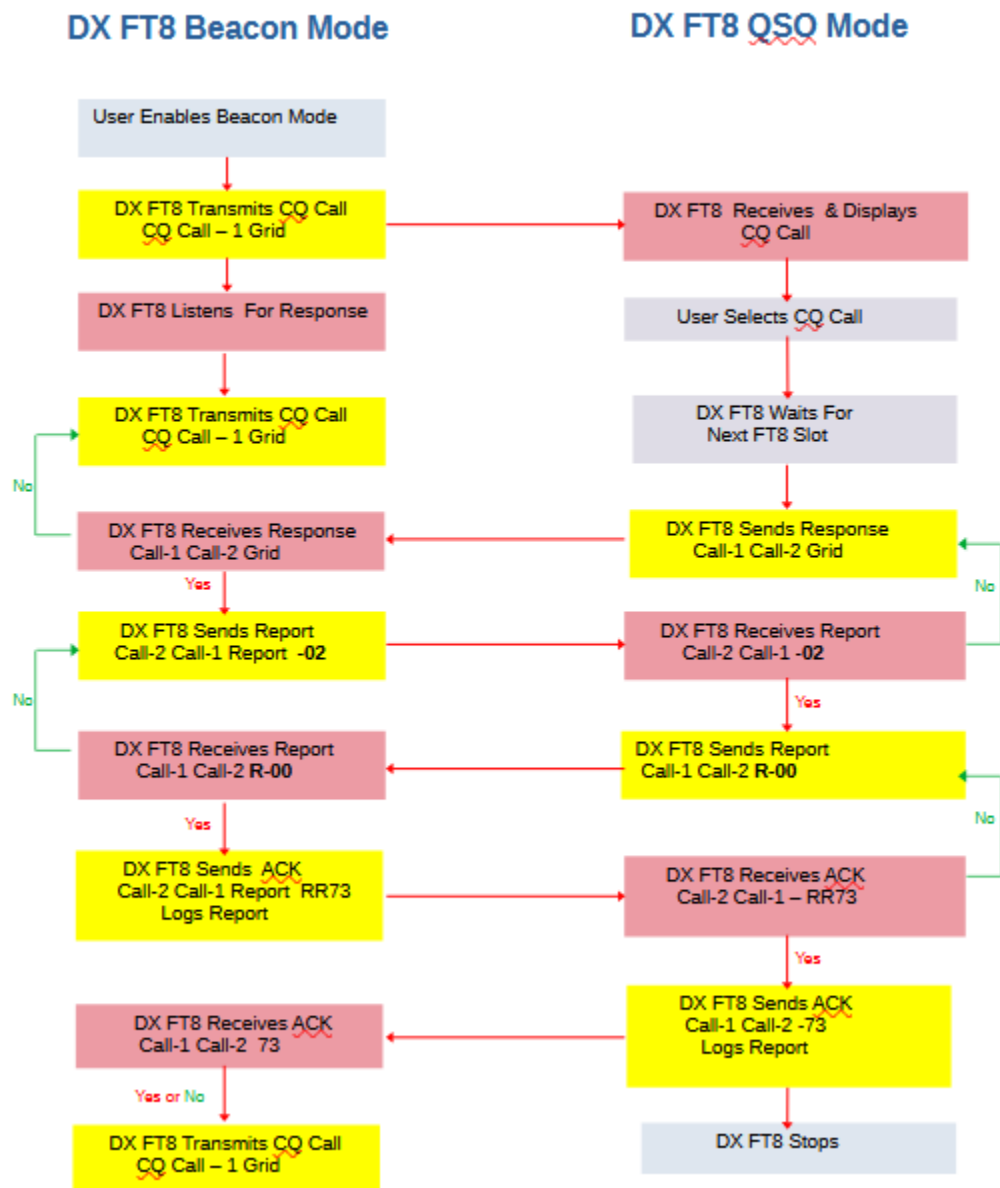 DX FT8 Beacon Mode
User Enables Beacon Mode
DX FT8 Transmits CQ Call
CQ Call – 1 Grid
DX FT8 Listens For Response
DX FT8 Transmits CQ Call
CQ Call – 1 Grid
No
DX FT8 Receives Response
Call-1 Call-2 Grid
Yes
DX FT8 Sends Report
Call-2 Call-1 Report -02
No
DX FT8 Receives Report
Call-1 Call-2 R-00
Yes
DX FT8 Sends ACK
Call-2 Call-1 Report RR73
Logs Report
DX FT8 Receives ACK
Call-1 Call-2 73
Yes or No
DX FT8 Transmits CQ Call
CQ Call – 1 Grid
DX FT8 QSO Mode
DX FT8 Receives & Displays
CQ Call
User Selects CQ Call
DX FT8 Waits For
Next FT8 Slot
DX FT8 Sends Response
Call-1 Call-2 Grid
No
DX FT8 Receives Report
Call-2 Call-1 -02
Yes
DX FT8 Sends Report
Call-1 Call-2 R-00
No
DX FT8 Receives ACK
Call-2 Call-1 – RR73
Yes
DX FT8 Sends ACK
Call-1 Call-2 -73
Logs Report
DX FT8 Stops